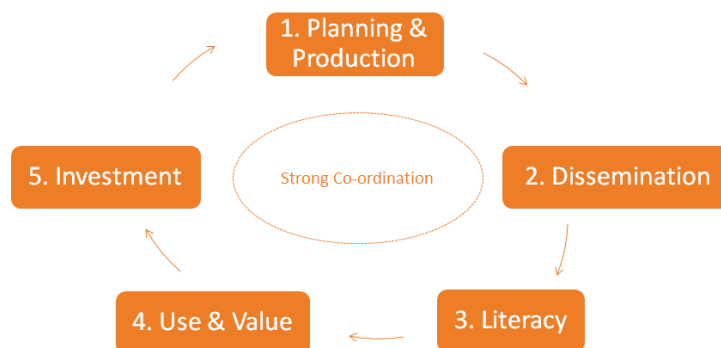 1. Planning &
Production
5. Investment
Strong Co-ordination
2. Dissemination
4. Use & Value
3. Literacy